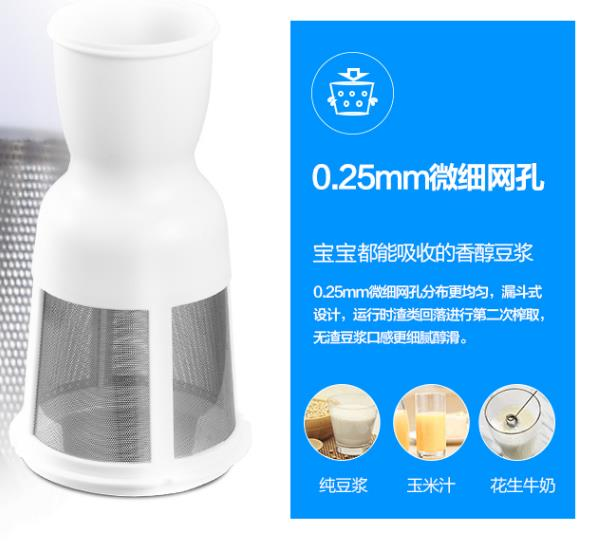 0.25mm微细网孔
宝宝都能吸收的香醇豆浆
0.25mm微细网孔分布更均匀，漏斗式
设计，运行时渣类回落进行第二次榨取，
无渣豆浆口感更细腻醇滑。
纯豆浆
玉米汁
花生牛奶